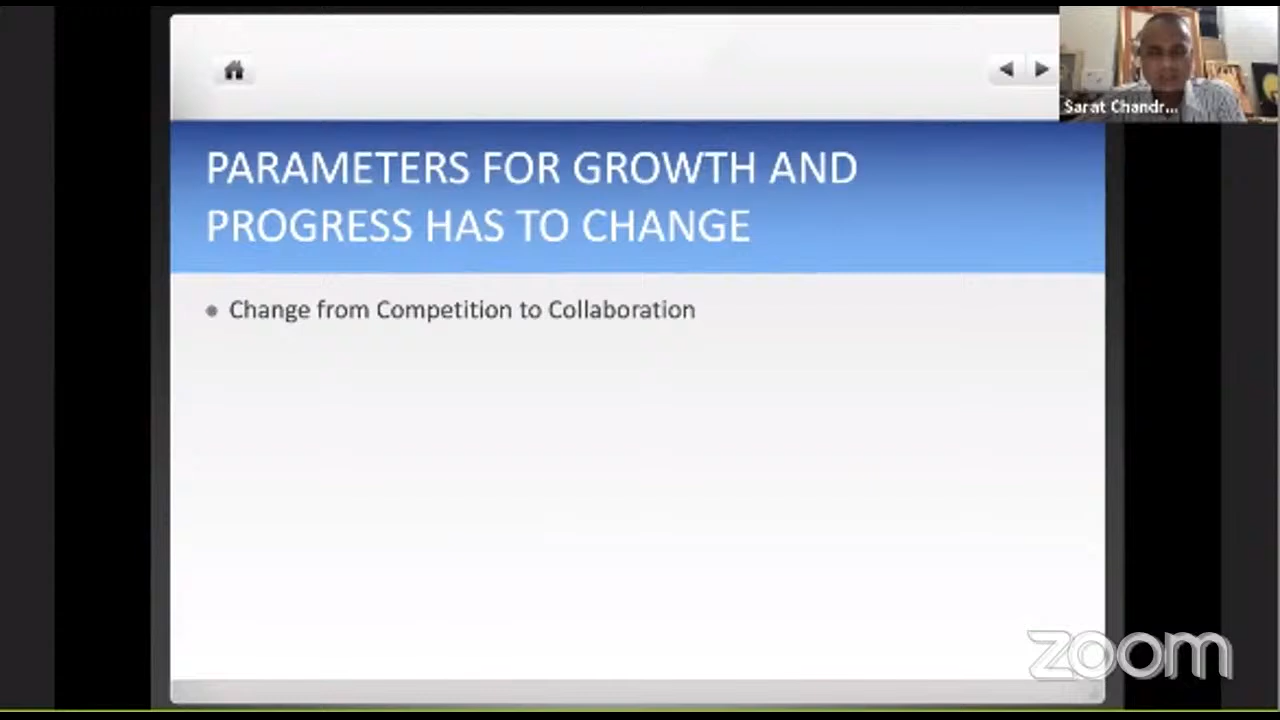 Sarat Chandr...
PARAMETERS FOR GROWTH AND
PROGRESS HAS TO CHANGE
Change from Competition to Collaboration
zoom